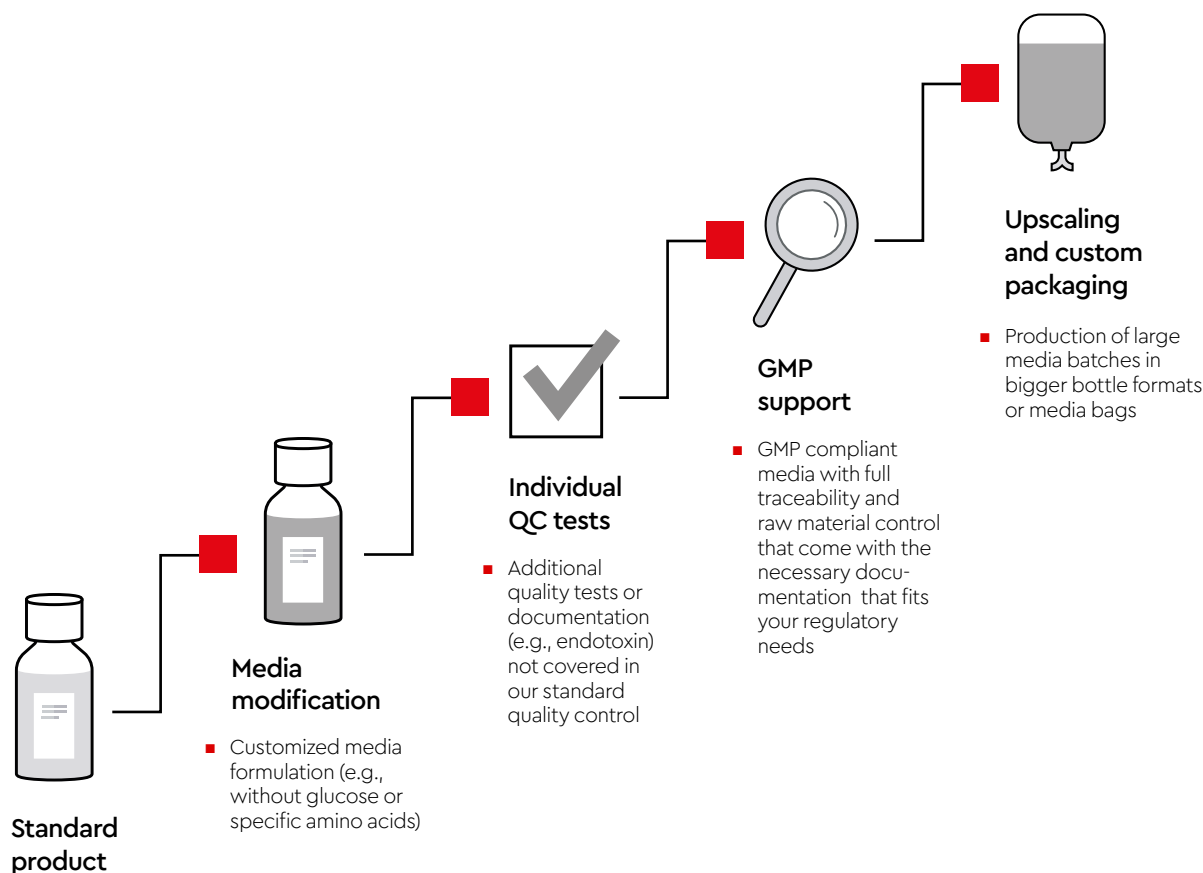 Standard
product
Media
modification
Customized media
formulation (e.g.,
without glucose or
specific amino acids)
Individual
QC tests
Additional
quality tests or
documentation
(e.g., endotoxin)
not covered in
our standard
quality control
GMP
support
GMP compliant
media with full
traceability and
raw material control
that come with the
necessary docu-
mentation that fits
your regulatory
needs
Upscaling
and custom
packaging
Production of large
media batches in
bigger bottle formats
or media bags